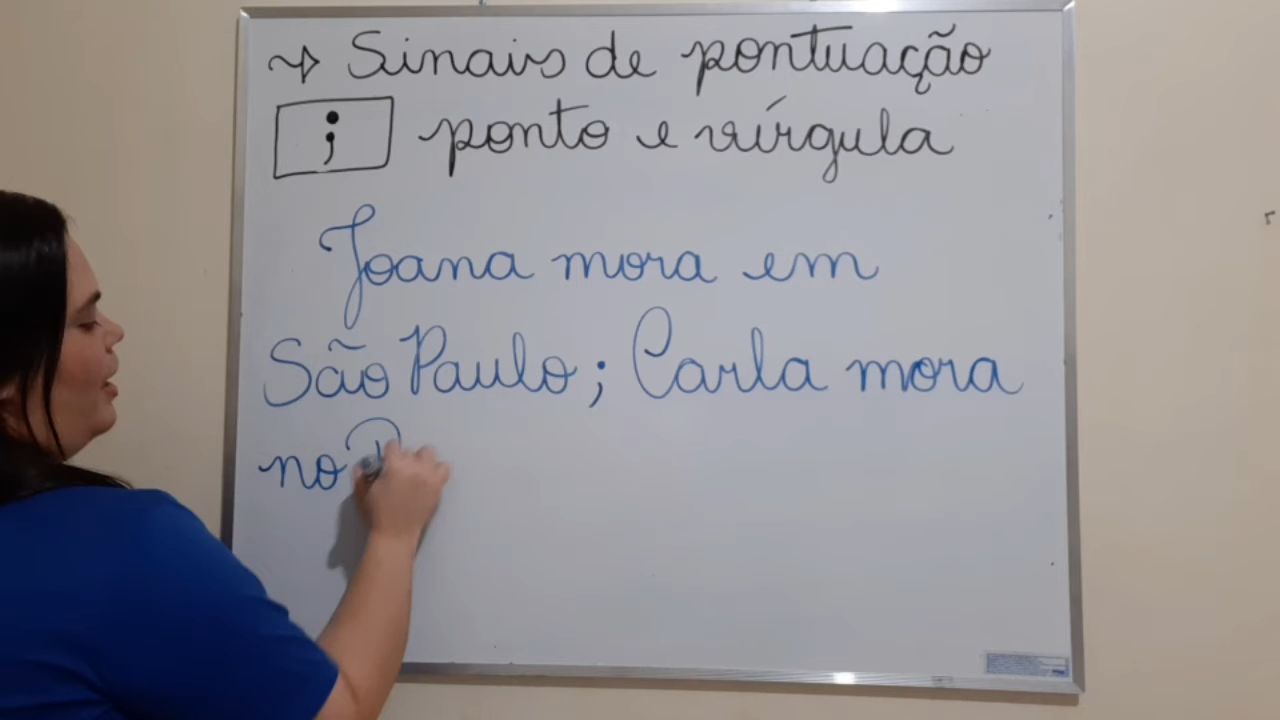 → Sinais de pontuação
; ponto e vírgula
Joana mora em
São Paulo; Carla mora
no